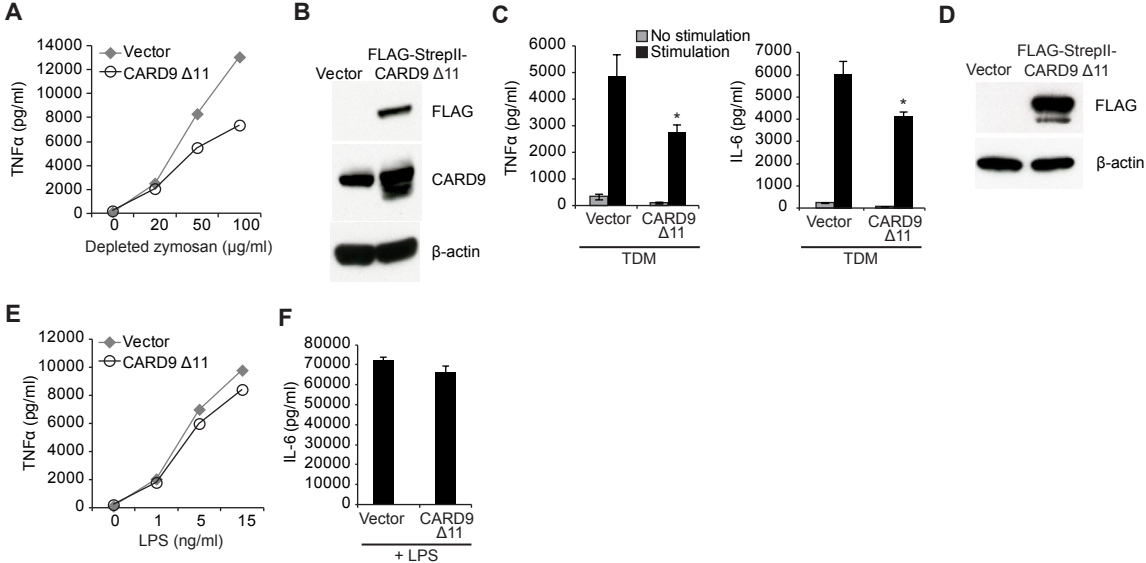 A
14000
12000
10000
8000
6000
4000
2000
0
TNFα (pg/ml)
Vector
CARD9 Δ11
0 20 50 100
Depleted zymosan (µg/ml)
B
FLAG-StrepII-
Vector CARD9 Δ11
FLAG
CARD9
β-actin
C
No stimulation
Stimulation
6000
5000
4000
3000
2000
1000
0
TNFα (pg/ml)
*
Vector CARD9
Δ11
TDM
7000
6000
5000
4000
3000
2000
1000
0
IL-6 (pg/ml)
*
Vector CARD9
Δ11
TDM
D
FLAG-StrepII-
Vector CARD9 Δ11
FLAG
β-actin
E
12000
10000
8000
6000
4000
2000
0
TNFα (pg/ml)
Vector
CARD9 Δ11
0 1 5 15
LPS (ng/ml)
F
80000
70000
60000
50000
40000
30000
20000
10000
0
IL-6 (pg/ml)
Vector CARD9
Δ11
+ LPS